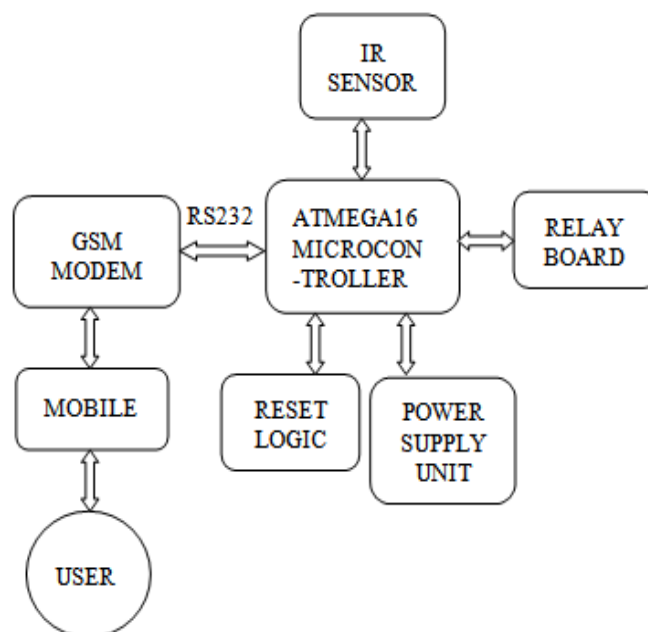 IR
SENSOR
RS232
GSM
MODEM
ATMEGA16
MICROCON
-TROLLER
RELAY
BOARD
MOBILE
RESET
LOGIC
POWER
SUPPLY
UNIT
USER